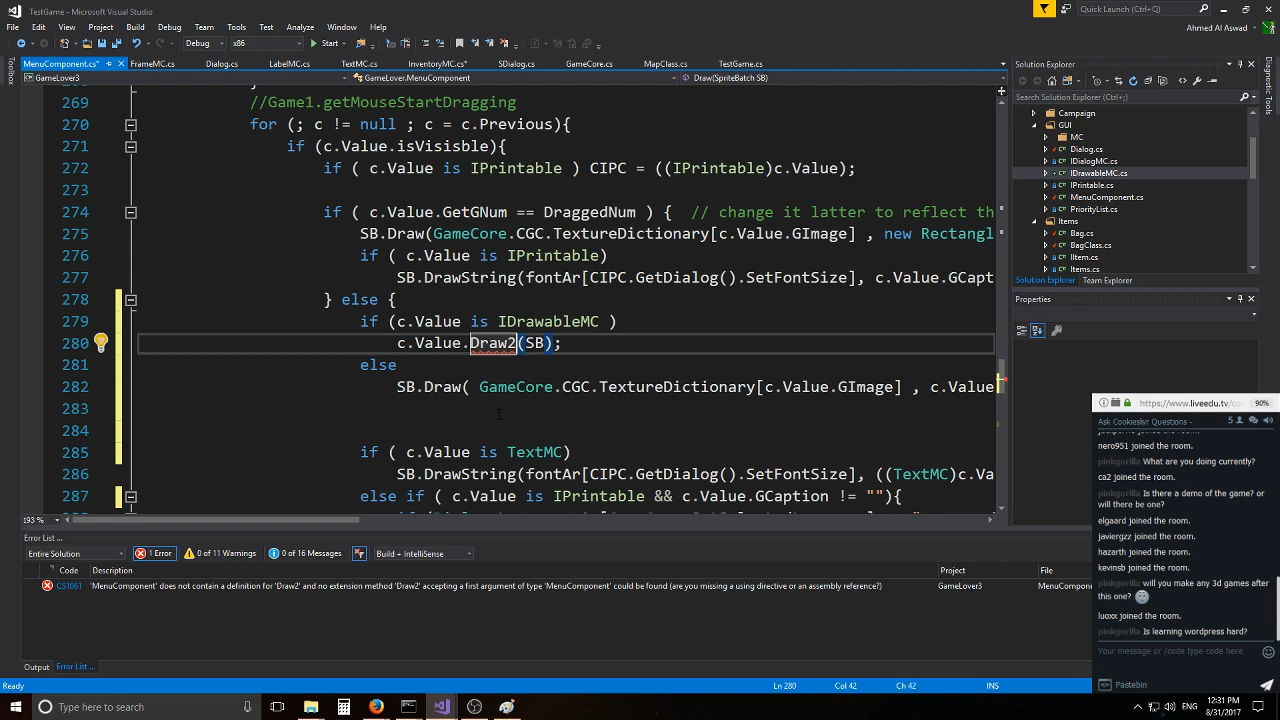 TestGame - Microsoft Visual Studio
Quick Launch (Ctrl+Q)
File Edit View Project Build Debug Team Tools Test Analyze Window Help
Ahmed Al Aswad
Debug x86 Start
MenuComponent.cs* FrameMC.cs Dialog.cs LabelMC.cs TextMC.cs InventoryMC.cs* SDialog.cs GameCore.cs MapClass.cs TestGame.cs
GameLover3 GameLover.MenuComponent Draw(SpriteBatch SB)
Toolbox
269 //Game1.getMouseStartDragging
270 for (; c != null ; c = c.Previous){
271 if (c.Value.isVisible){
272 if ( c.Value is IPrintable ) CIPC = ((IPrintable)c.Value);
273
274 if ( c.Value.GetGNum == DraggedNum ) { // change it latter to reflect th
275 SB.Draw(GameCore.CGC.TextureDictionary[c.Value.GImage] , new Rectangl
276 if ( c.Value is IPrintable)
277 SB.DrawString(fontAr[CIPC.GetDialog().SetFontSize], c.Value.GCapt
278 } else {
279 if (c.Value is IDrawableMC )
280 c.Value.Draw2(SB);
281 else
282 SB.Draw( GameCore.CGC.TextureDictionary[c.Value.GImage] , c.Value
283
284
285 if ( c.Value is TextMC)
286 SB.DrawString(fontAr[CIPC.GetDialog().SetFontSize], ((TextMC)c.Va
287 else if ( c.Value is IPrintable && c.Value.GCaption != ""){
193 %
Solution Explorer
Search Solution Explorer (Ctrl+;)
Campaign
GUI
MC
Dialog.cs
IDialogMC.cs
IDrawableMC.cs
IPrintable.cs
MenuComponent.cs
PriorityList.cs
Items
Bag.cs
BagClass.cs
IItem.cs
Items.cs
Solution Explorer Team Explorer
Properties
Diagnostic Tools
Error List ...
Entire Solution 1 Error 0 of 11 Warnings 0 of 16 Messages Build + IntelliSense
Code Description Project File
CS1061 'MenuComponent' does not contain a definition for 'Draw2' and no extension method 'Draw2' accepting a first argument of type 'MenuComponent' could be found (are you missing a using directive or an assembly reference?) GameLover3 MenuCompon
Output Error List ...
Ready Ln 280 Col 42 Ch 42 INS
https://www.liveedu.tv/co 90%
Ask Cookiesliyr Questions - 5
nero951 joined the room.
pinkgorilla What are you doing currently?
ca2 joined the room.
pinkgorilla Is there a demo of the game? or
will there be one?
elgaard joined the room.
javiergzz joined the room.
hazarth joined the room.
kevinsb joined the room.
pinkgorilla will you make any 3d games after
this one?
luoxx joined the room.
pinkgorilla Is learning wordpress hard?
Your message or /code type code here
Pastebin
Type here to search
12:31 PM
8/31/2017